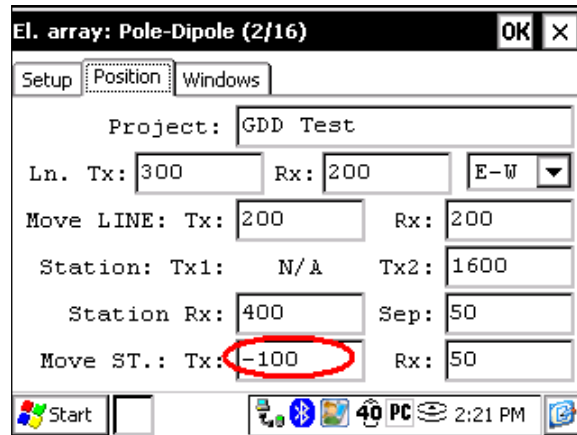 El. array: Pole-Dipole (2/16) OK ×
Setup Position Windows
Project: GDD Test
Ln. Tx: 300 Rx: 200 E-W
Move LINE: Tx: 200 Rx: 200
Station: Tx1: N/A Tx2: 1600
Station Rx: 400 Sep: 50
Move ST.: Tx: -100 Rx: 50
Start 40 PC 2:21 PM